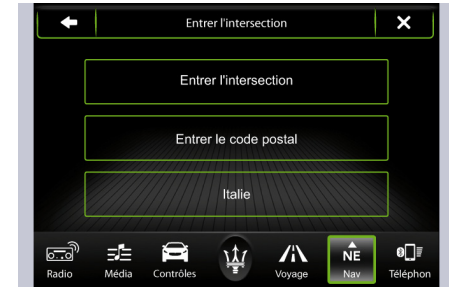 Entrer l'intersection
Entrer l'intersection
Entrer le code postal
Italie
NE
Radio Média Contrôles Voyage Nav Téléphon